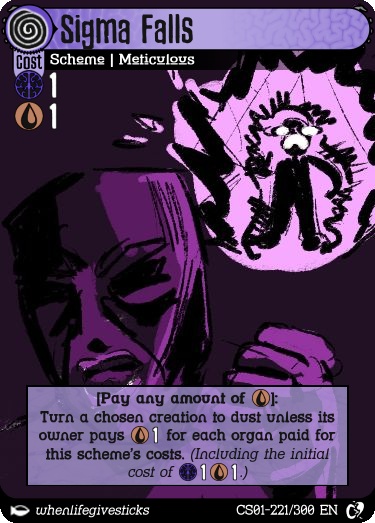 Sigma Falls
Cost
Scheme | Meticulous
1
1
[Pay any amount of ]:
Turn a chosen creation to dust unless its
owner pays 1 for each organ paid for
this scheme's costs. (Including the initial
cost of 1 1.)
whenlifegivesticks
CS01-221/300 EN